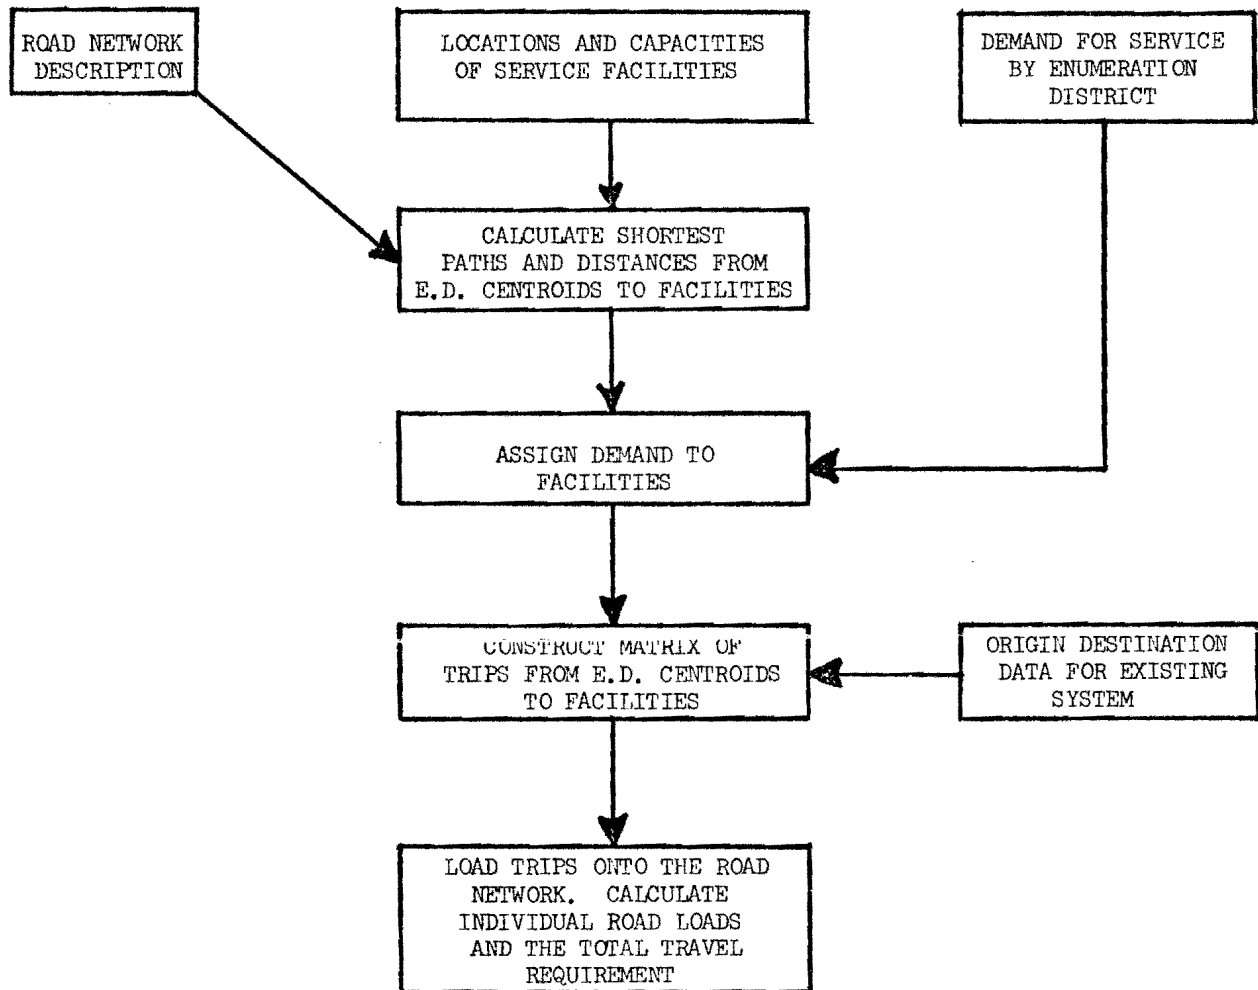 ROAD NETWORK
DESCRIPTION
LOCATIONS AND CAPACITIES
OF SERVICE FACILITIES
DEMAND FOR SERVICE
BY ENUMERATION
DISTRICT
CALCULATE SHORTEST
PATHS AND DISTANCES FROM
E.D. CENTROIDS TO FACILITIES
ASSIGN DEMAND TO
FACILITIES
CONSTRUCT MATRIX OF
TRIPS FROM E.D. CENTROIDS
TO FACILITIES
ORIGIN DESTINATION
DATA FOR EXISTING
SYSTEM
LOAD TRIPS ONTO THE ROAD
NETWORK. CALCULATE
INDIVIDUAL ROAD LOADS
AND THE TOTAL TRAVEL
REQUIREMENT